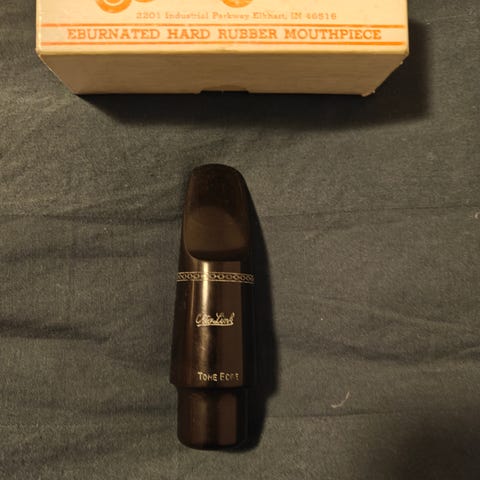 2201 Industrial Parkway Elkhart, IN 46516
EBURNATED HARD RUBBER MOUTHPIECE
Otto Link
TONE EDGE